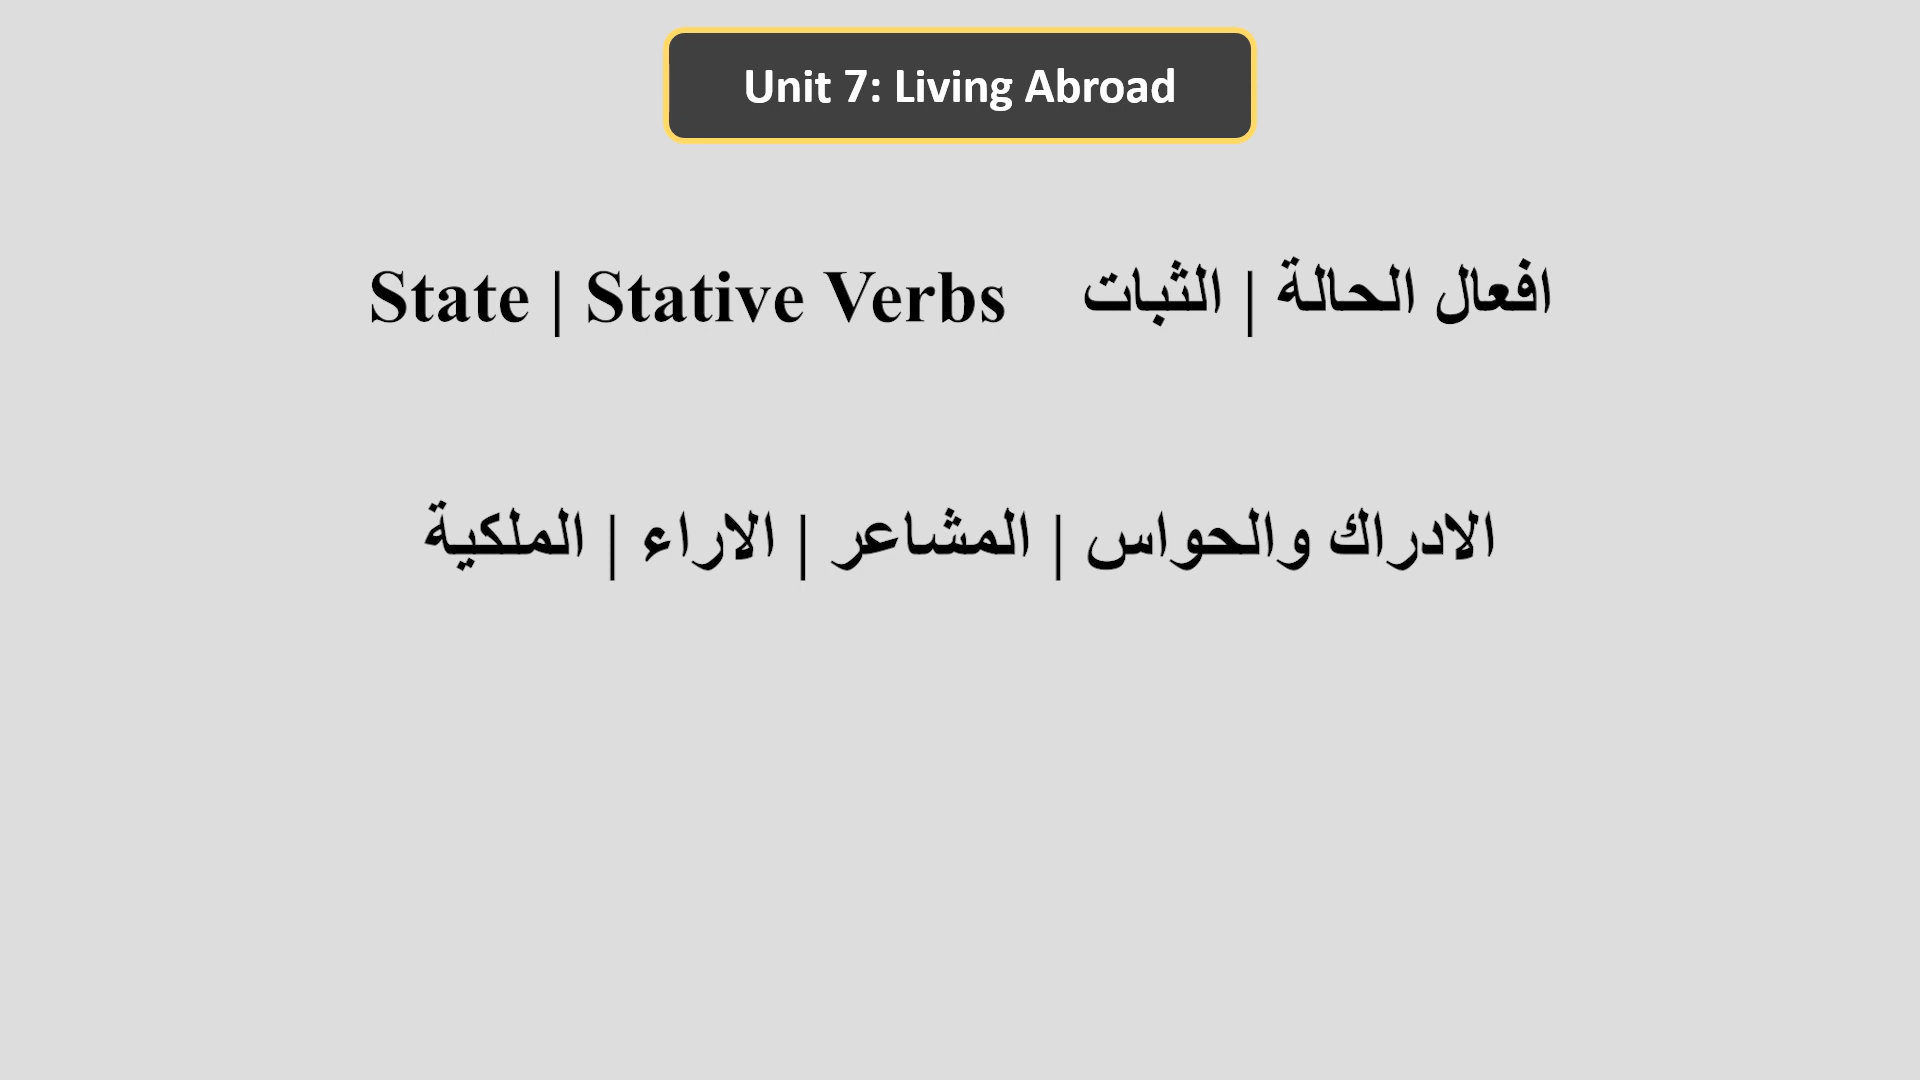 Unit 7: Living Abroad
State | Stative Verbs افعال الحالة | الثبات
الادراك والحواس | المشاعر | الاراء | الملكية